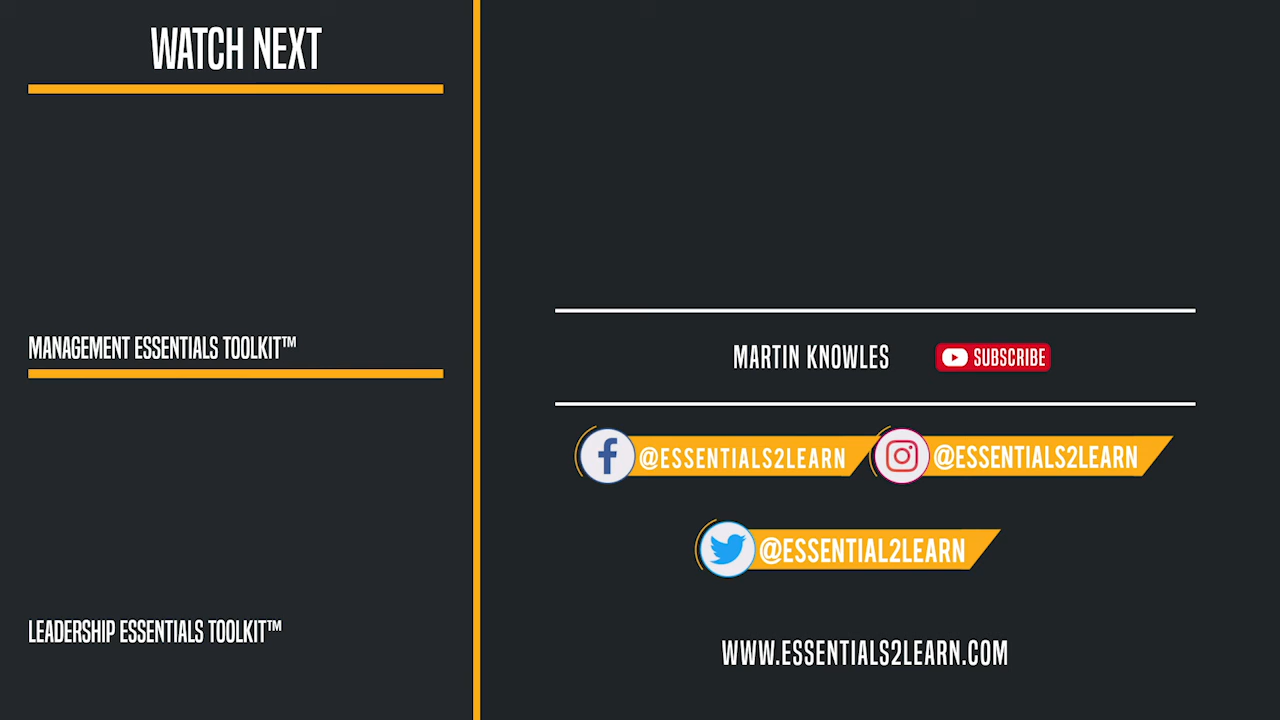 WATCH NEXT
MANAGEMENT ESSENTIALS TOOLKIT™
LEADERSHIP ESSENTIALS TOOLKIT™
MARTIN KNOWLES
SUBSCRIBE
@ESSENTIALS2LEARN
@ESSENTIALS2LEARN
@ESSENTIAL2LEARN
WWW.ESSENTIALS2LEARN.COM